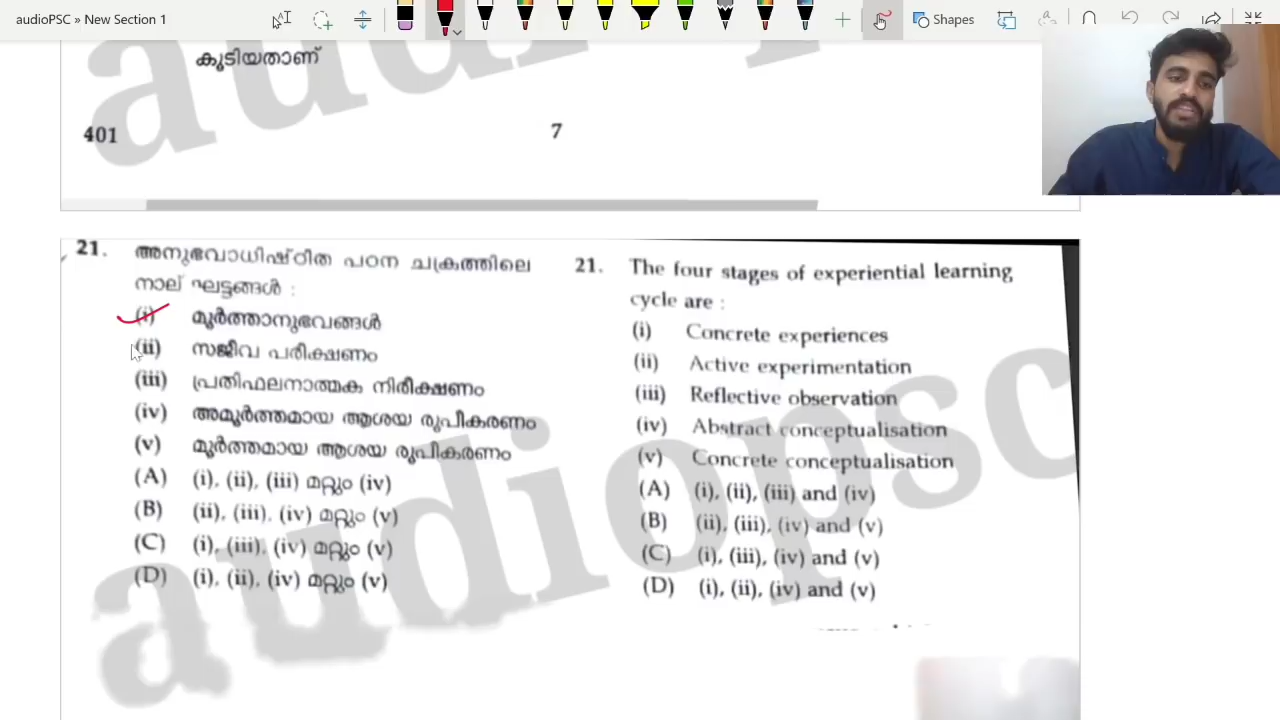 audioPSC » New Section 1
Shapes
കൂടിയതാണ്
401
7
21. അനുഭവാധിഷ്ഠിത പഠന ചക്രത്തിലെ
നാല് ഘട്ടങ്ങൾ :
(i) മൂർത്താനുഭവങ്ങൾ
(ii) സജീവ പരീക്ഷണം
(iii) പ്രതിഫലനാത്മക നിരീക്ഷണം
(iv) അമൂർത്തമായ ആശയ രൂപീകരണം
(v) മൂർത്തമായ ആശയ രൂപീകരണം
(A) (i), (ii), (iii) മറ്റും (iv)
(B) (ii), (iii), (iv) മറ്റും (v)
(C) (i), (iii), (iv) മറ്റും (v)
(D) (i), (ii), (iv) മറ്റും (v)
21. The four stages of experiential learning
cycle are :
(i) Concrete experiences
(ii) Active experimentation
(iii) Reflective observation
(iv) Abstract conceptualisation
(v) Concrete conceptualisation
(A) (i), (ii), (iii) and (iv)
(B) (ii), (iii), (iv) and (v)
(C) (i), (iii), (iv) and (v)
(D) (i), (ii), (iv) and (v)
audiopsc